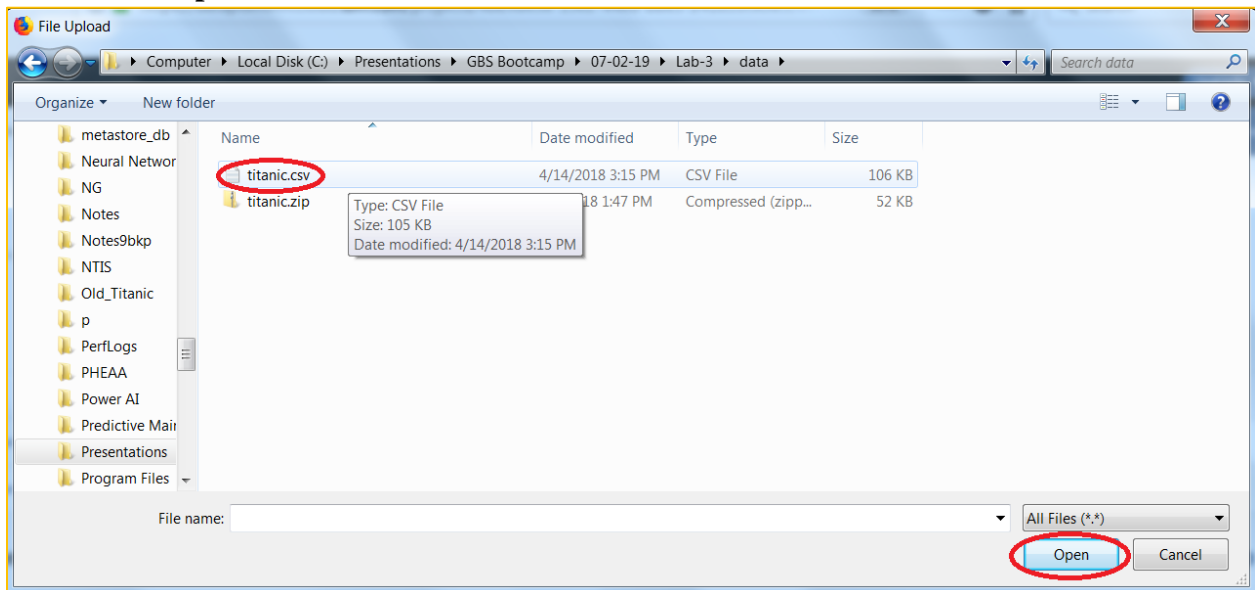 File Upload
Computer Local Disk (C:) Presentations GBS Bootcamp 07-02-19 Lab-3 data Search data
Organize New folder
Name Date modified Type Size
titanic.csv 4/14/2018 3:15 PM CSV File 106 KB
titanic.zip 18 1:47 PM Compressed (zipp... 52 KB
Type: CSV File
Size: 105 KB
Date modified: 4/14/2018 3:15 PM
metastore_db
Neural Networ
NG
Notes
Notes9bkp
NTIS
Old_Titanic
p
PerfLogs
PHEAA
Power AI
Predictive Mai
Presentations
Program Files
File name: All Files (*.*)
Open Cancel